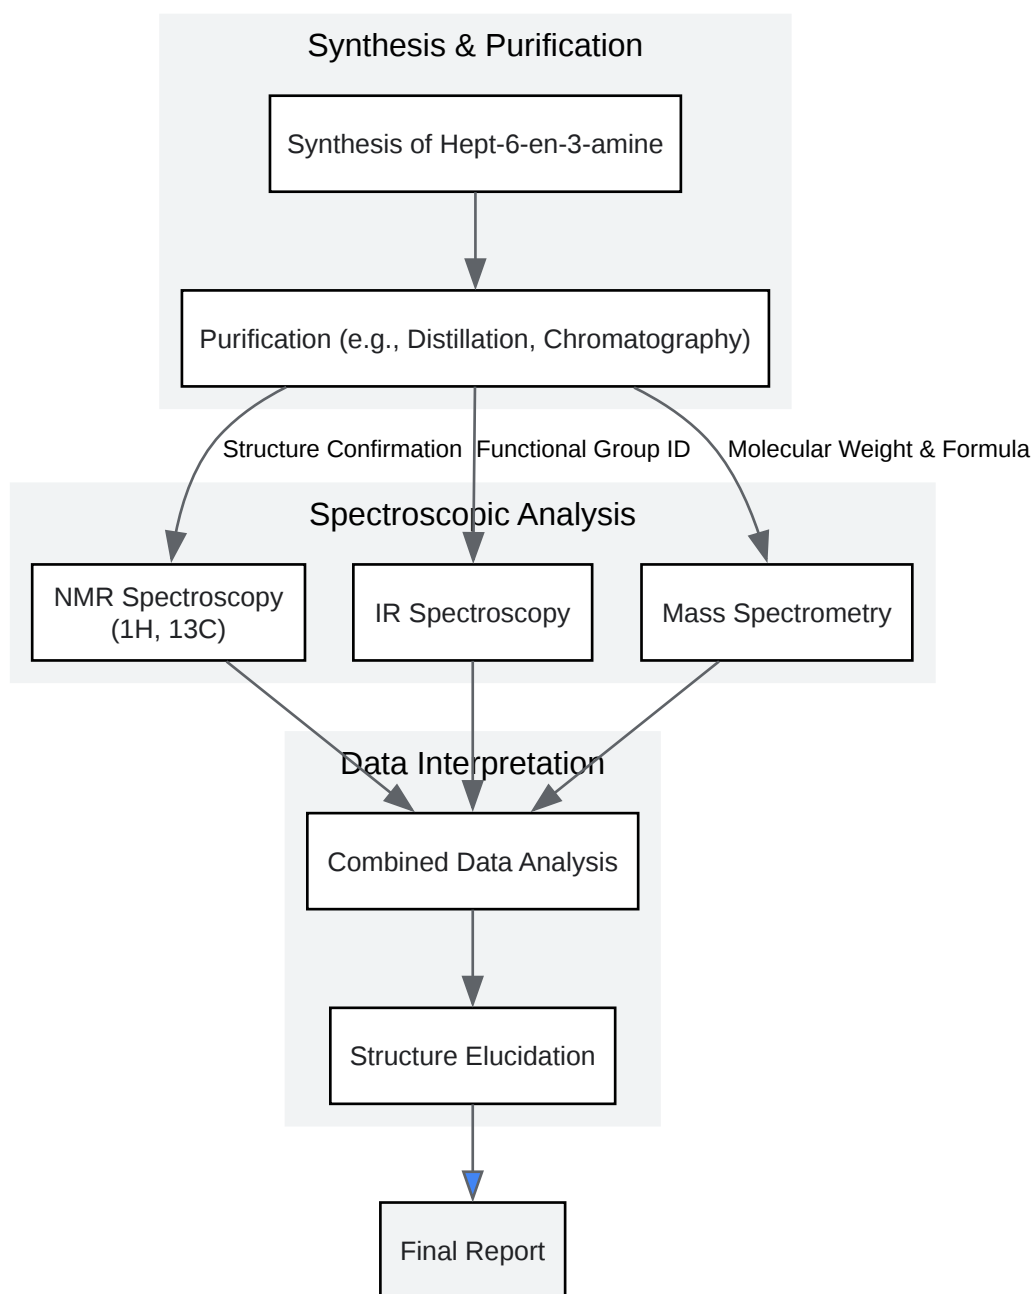 Synthesis & Purification
Synthesis of Hept-6-en-3-amine
Purification (e.g., Distillation, Chromatography)
Structure Confirmation
Functional Group ID
Molecular Weight & Formula
Spectroscopic Analysis
NMR Spectroscopy
(1H, 13C)
IR Spectroscopy
Mass Spectrometry
Data Interpretation
Combined Data Analysis
Structure Elucidation
Final Report